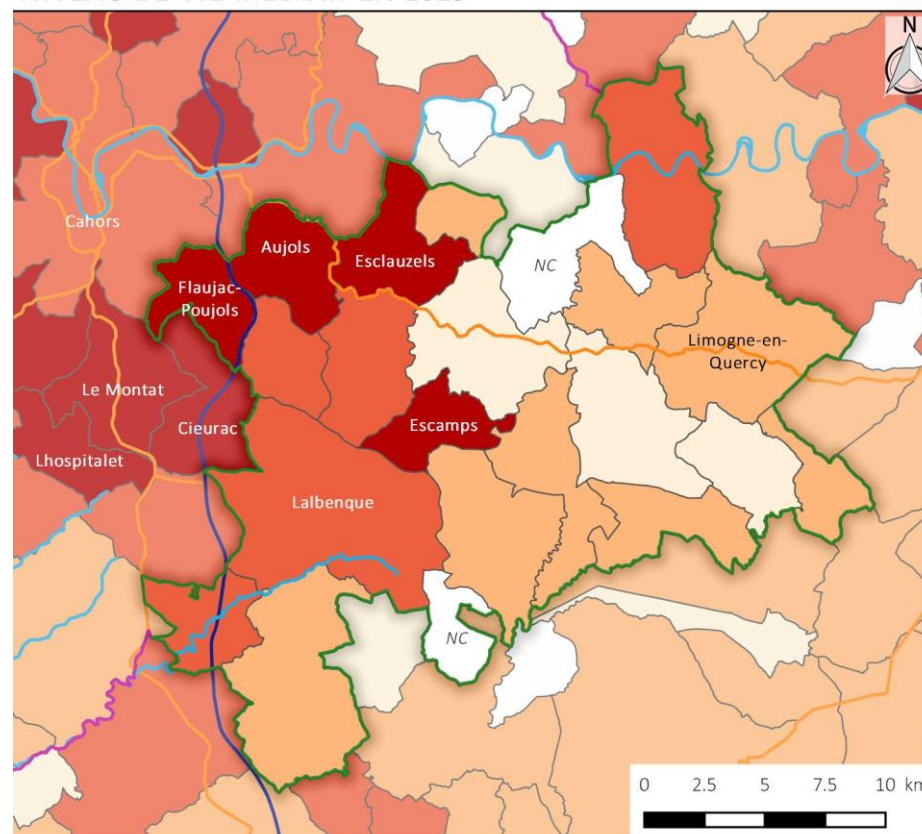 N
Cahors
Aujols
Esclauzels
NC
Flaujac-
Poujols
Limogne-en-
Quercy
Le Montat
Cieurac
Escamps
Lhospitalet
Lalbenque
NC
0 2.5 5 7.5 10 km